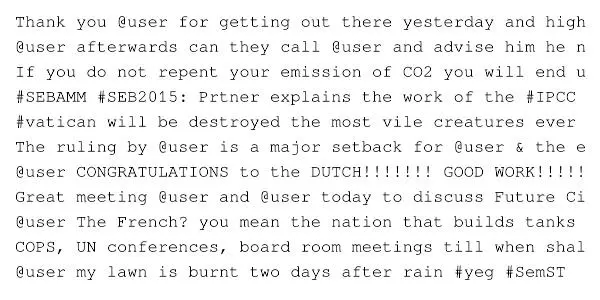 Thank you @user for getting out there yesterday and high
@user afterwards can they call @user and advise him he n
If you do not repent your emission of CO2 you will end u
#SEBAMM #SEB2015: Prtner explains the work of the #IPCC
#vatican will be destroyed the most vile creatures ever
The ruling by @user is a major setback for @user & the e
@user CONGRATULATIONS to the DUTCH!!!!!!! GOOD WORK!!!!!
Great meeting @user and @user today to discuss Future Ci
@user The French? you mean the nation that builds tanks
COPS, UN conferences, board room meetings till when shal
@user my lawn is burnt two days after rain #yeg #SemST